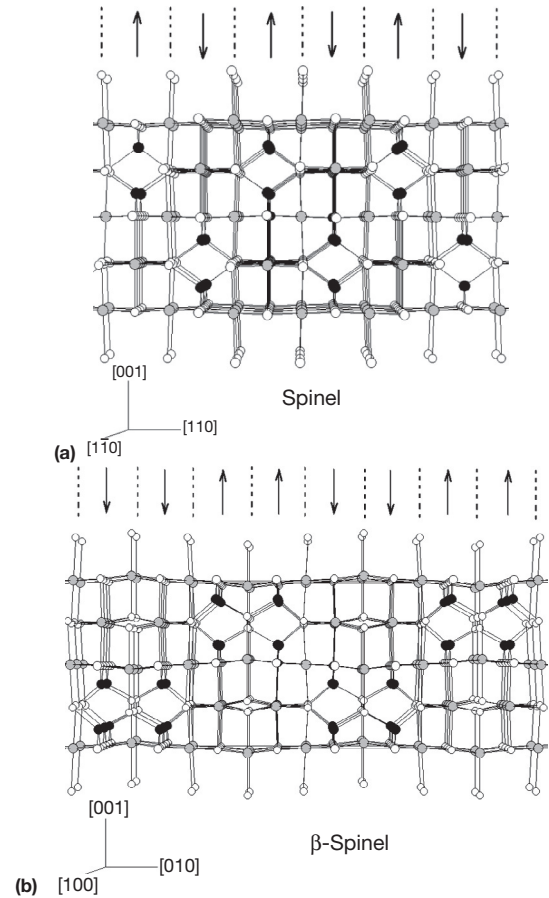 [001]
Spinel
[110]
(a) [1̄10]
[001]
β-Spinel
[010]
(b) [100]